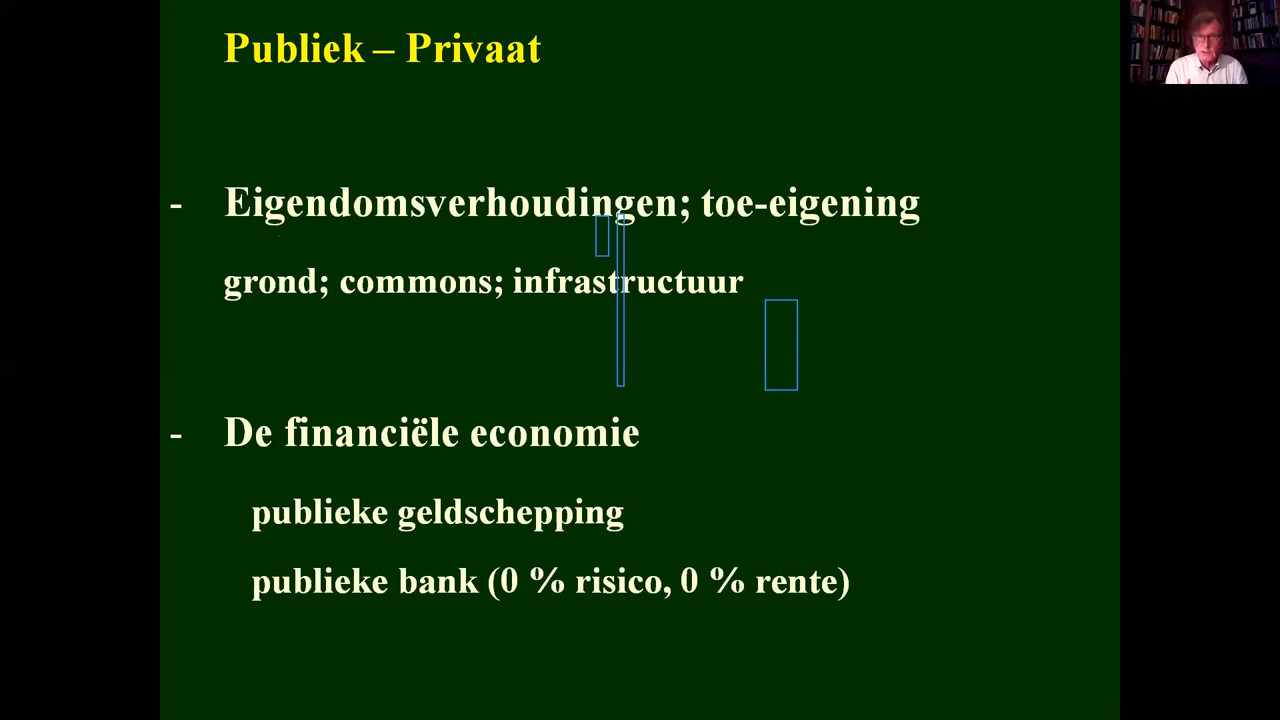 Publiek – Privaat
- Eigendomsverhoudingen; toe-eigening
grond; commons; infrastructuur
- De financiële economie
publieke geldschepping
publieke bank (0 % risico, 0 % rente)